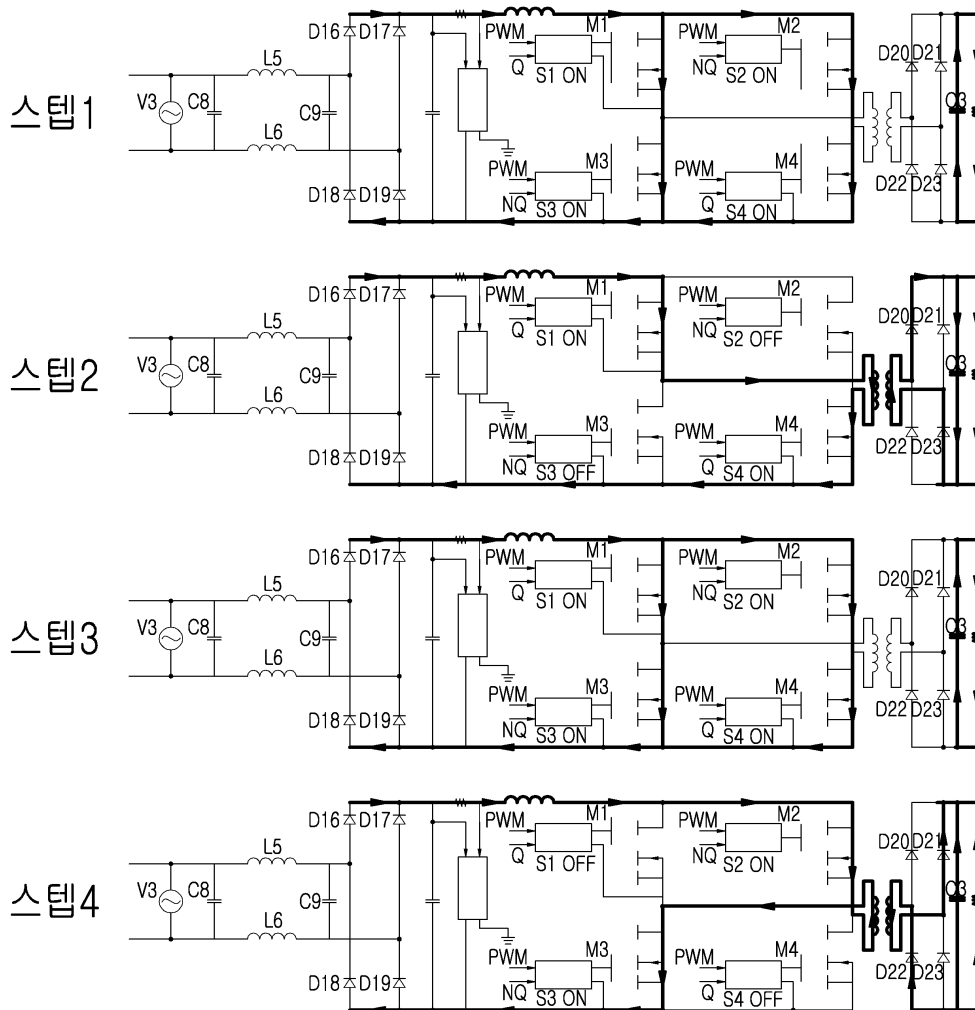 스텝1
V3
C8
L5
L6
C9
D16
D17
D18
D19
PWM
Q
S1 ON
M1
PWM
NQ
S2 ON
M2
PWM
NQ
S3 ON
M3
PWM
Q
S4 ON
M4
D20
D21
D22
D23
스텝2
V3
C8
L5
L6
C9
D16
D17
D18
D19
PWM
Q
S1 ON
M1
PWM
NQ
S2 OFF
M2
PWM
NQ
S3 OFF
M3
PWM
Q
S4 ON
M4
D20
D21
D22
D23
스텝3
V3
C8
L5
L6
C9
D16
D17
D18
D19
PWM
Q
S1 ON
M1
PWM
NQ
S2 ON
M2
PWM
NQ
S3 ON
M3
PWM
Q
S4 ON
M4
D20
D21
D22
D23
스텝4
V3
C8
L5
L6
C9
D16
D17
D18
D19
PWM
Q
S1 OFF
M1
PWM
NQ
S2 ON
M2
PWM
NQ
S3 ON
M3
PWM
Q
S4 OFF
M4
D20
D21
D22
D23